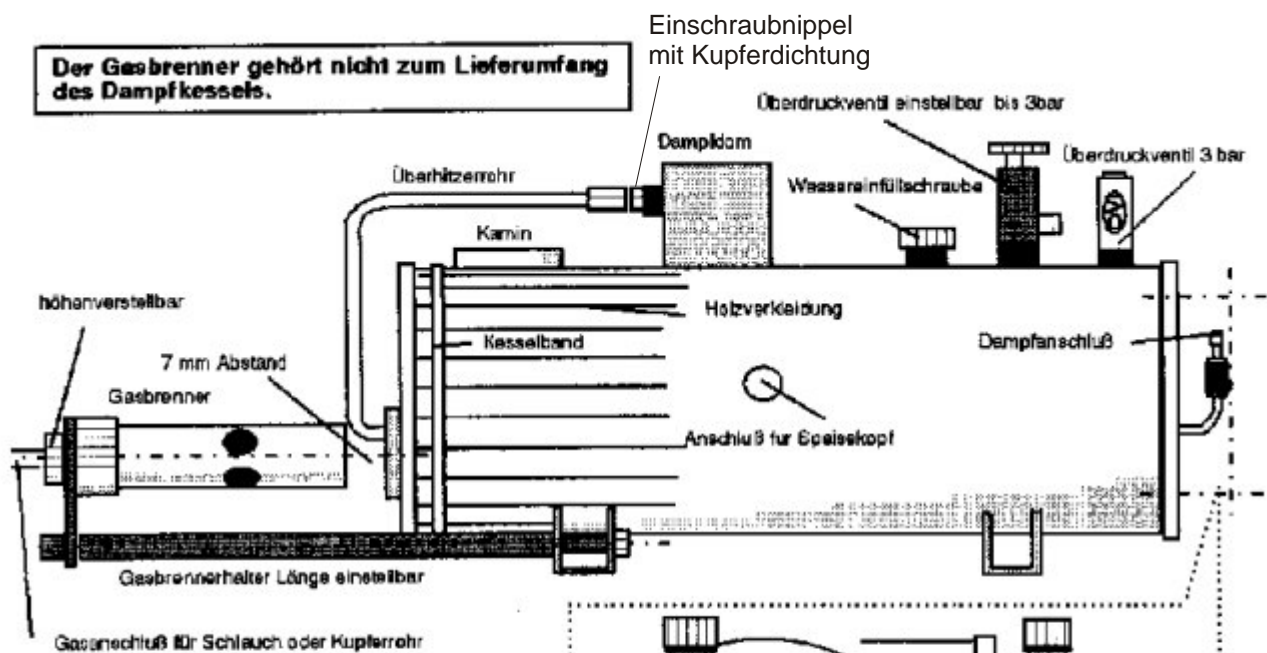 Einschraubnippel
mit Kupferdichtung
Der Gasbrenner gehört nicht zum Lieferumfang
des Dampfkessels.
Überdruckventil einstellbar bis 3bar
Dampfdom
Überdruckventil 3 bar
Überhitzerrohr
Wassereinfüllschraube
Kamin
höhenverstellbar
Holzverkleidung
Kesselband
Dampfanschluß
7 mm Abstand
Gasbrenner
Anschluß fur Speisekopf
Gasbrennerhalter Länge einstellbar
Gasanschluß für Schlauch oder Kupferrohr